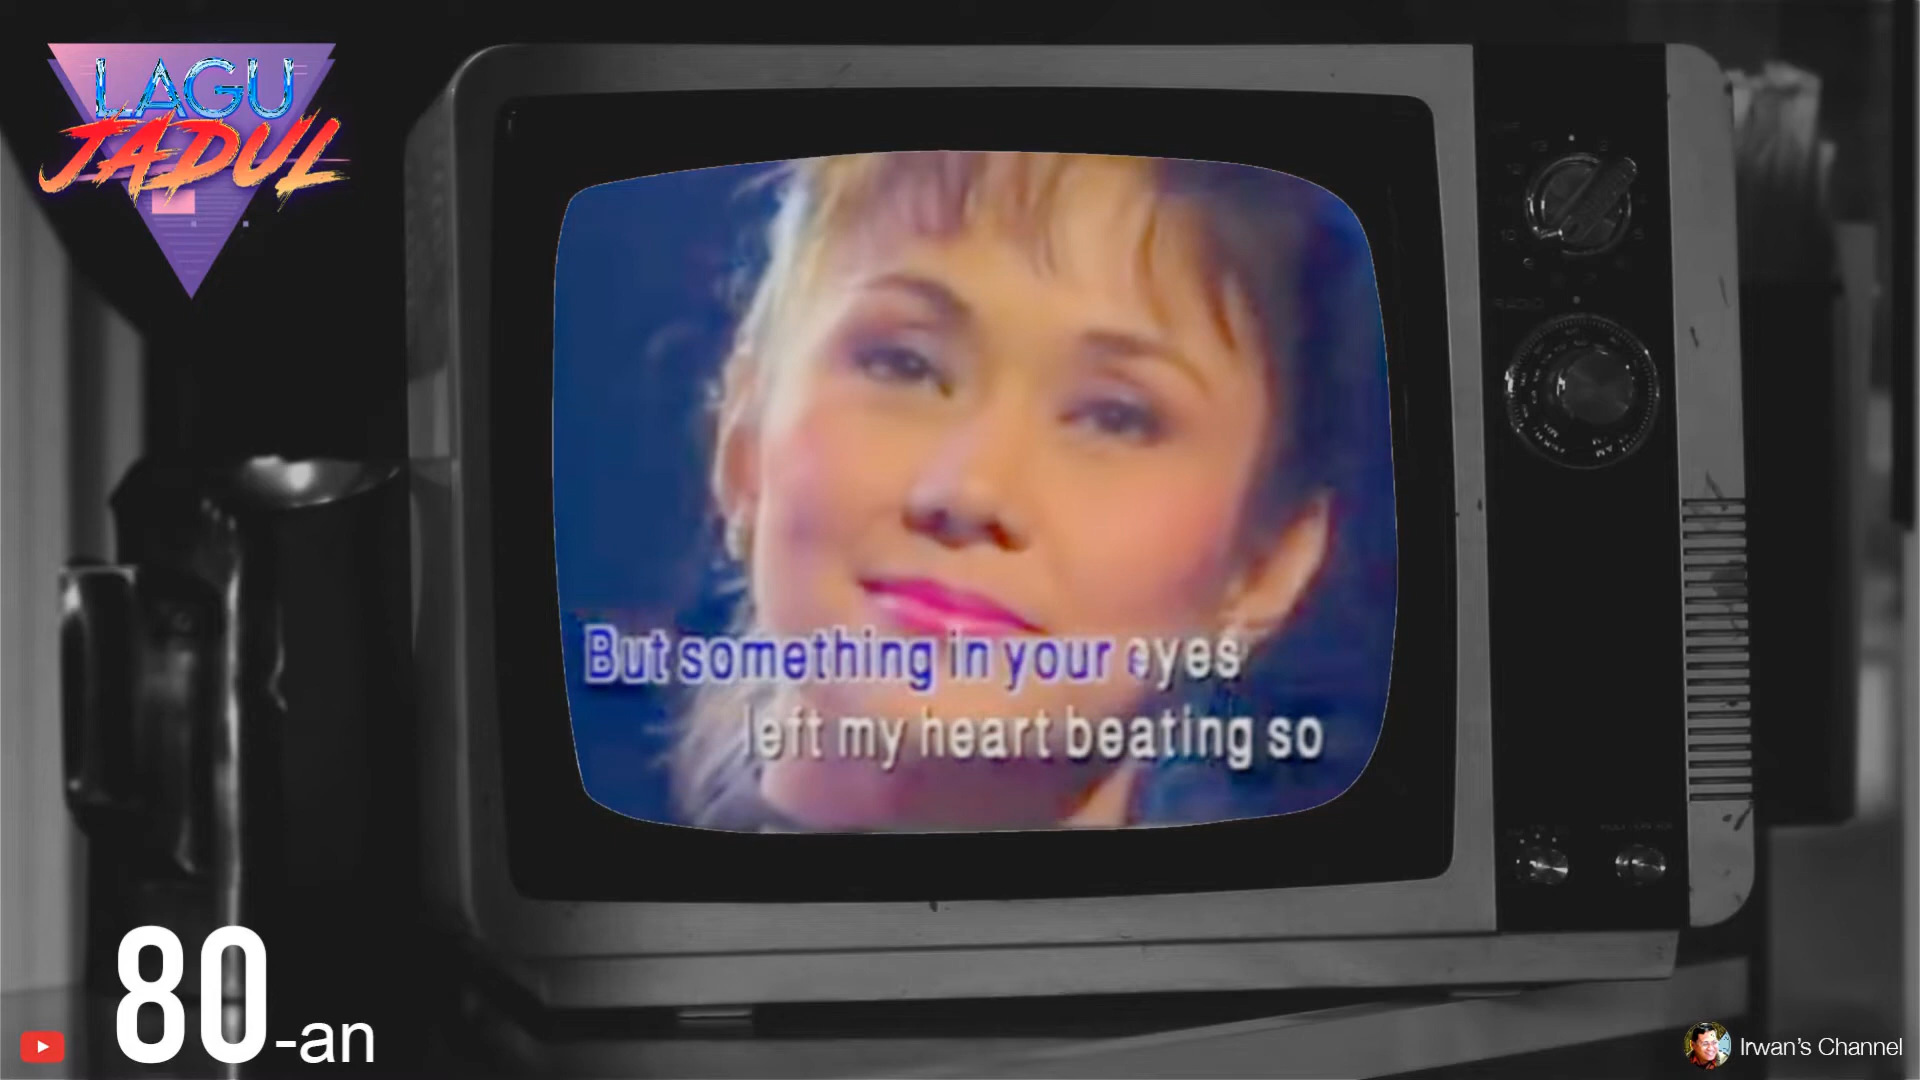 LAGU
JADUL
But something in your eyes
left my heart beating so
80-an
Irwan's Channel